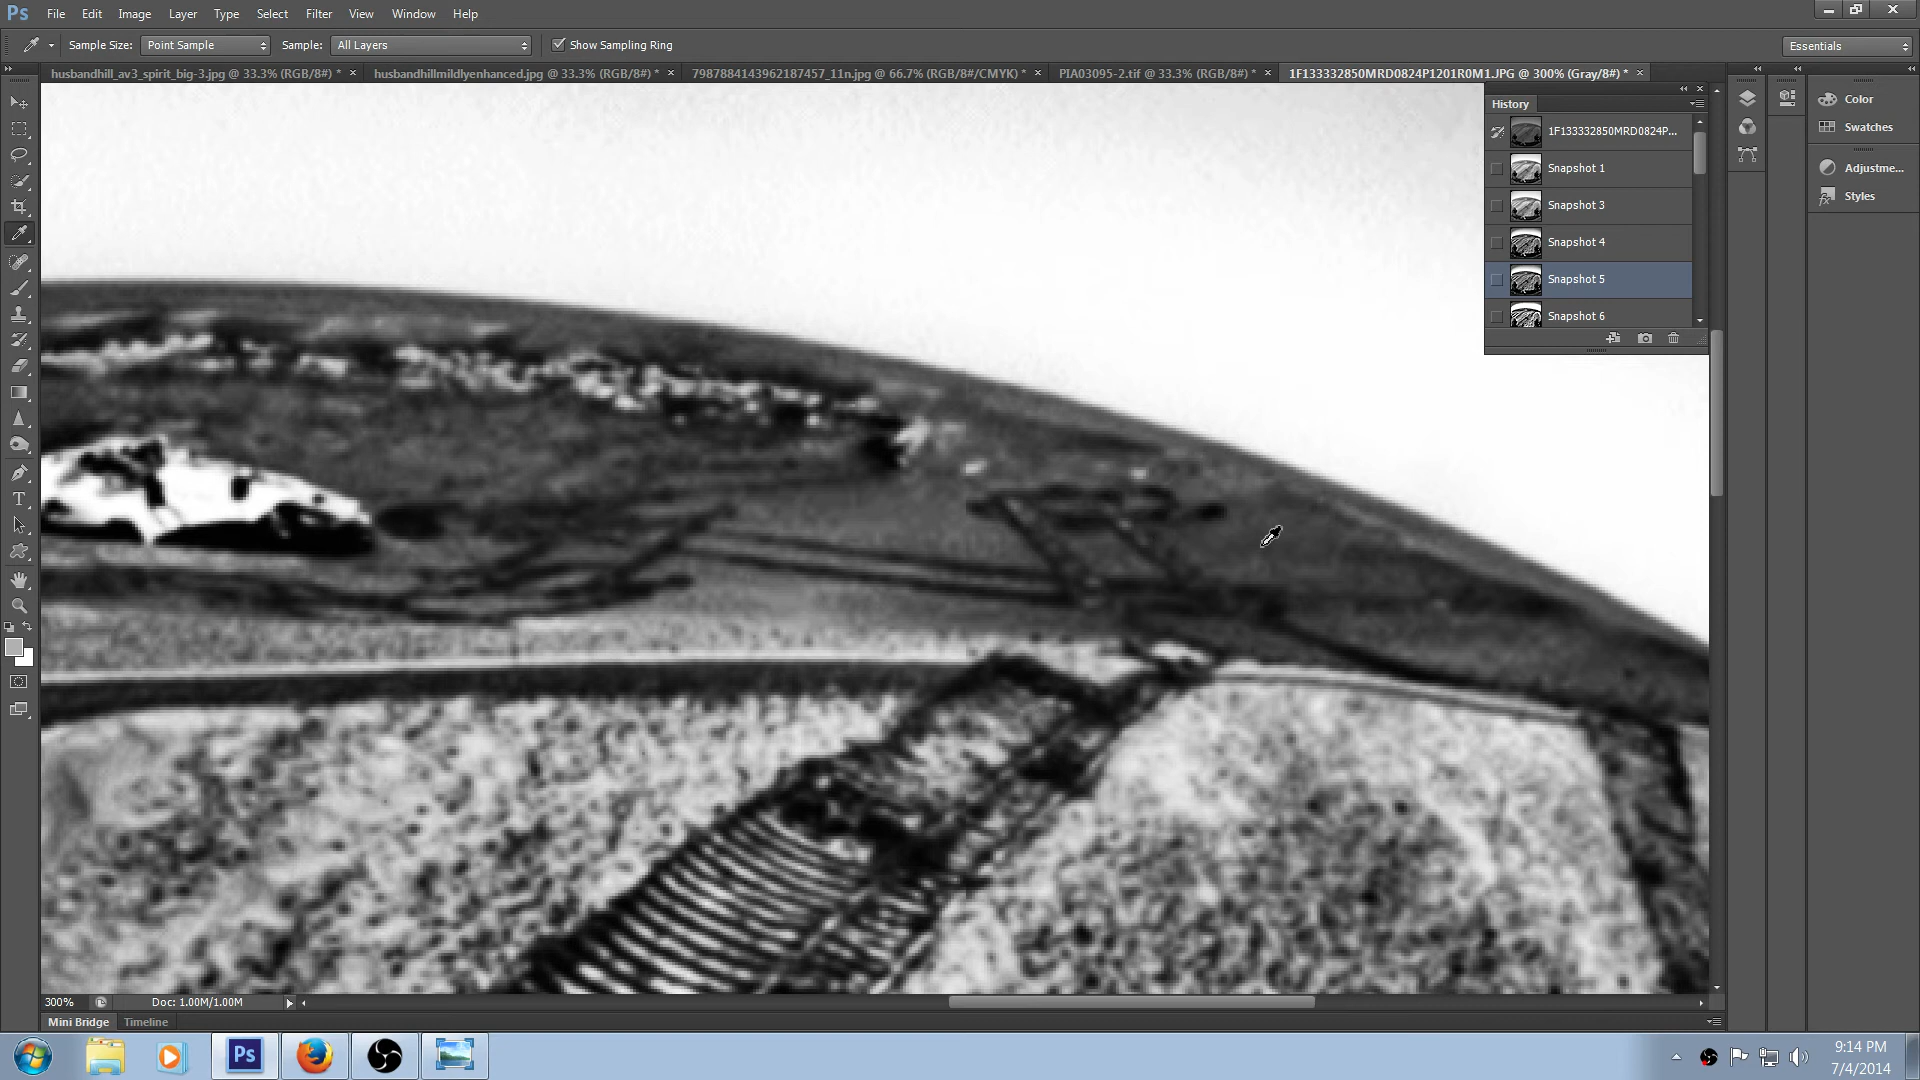 Ps File Edit Image Layer Type Select Filter View Window Help
Sample Size: Point Sample Sample: All Layers Show Sampling Ring Essentials
husbandhill_av3_spirit_big-3.jpg @ 33.3% (RGB/8#) * × husbandhillmildlyenhanced.jpg @ 33.3% (RGB/8#) * × 7987884143962187457_11n.jpg @ 66.7% (RGB/8#/CMYK) * × PIA03095-2.tif @ 33.3% (RGB/8#) * × 1F133332850MRD0824P1201R0M1.JPG @ 300% (Gray/8#) * ×
History
1F133332850MRD0824P...
Snapshot 1
Snapshot 3
Snapshot 4
Snapshot 5
Snapshot 6
Color
Swatches
Adjustme...
Styles
300% Doc: 1.00M/1.00M
Mini Bridge Timeline
Ps
9:14 PM
7/4/2014